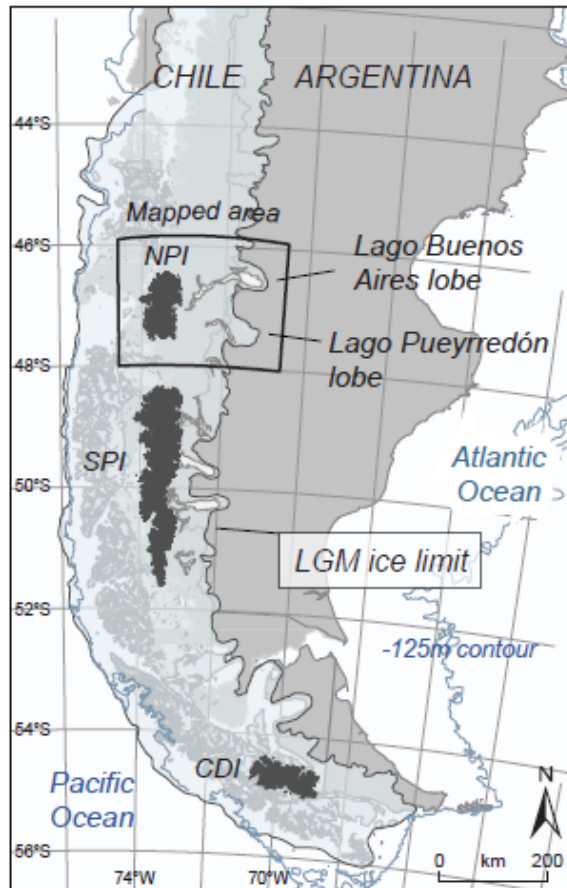 CHILE
ARGENTINA
44°S
Mapped area
46°S
NPI
Lago Buenos
Aires lobe
Lago Pueyrredón
lobe
48°S
SPI
50°S
Atlantic
Ocean
LGM ice limit
52°S
-125m contour
54°S
CDI
Pacific
Ocean
N
56°S
74°W
70°W
0 km 200